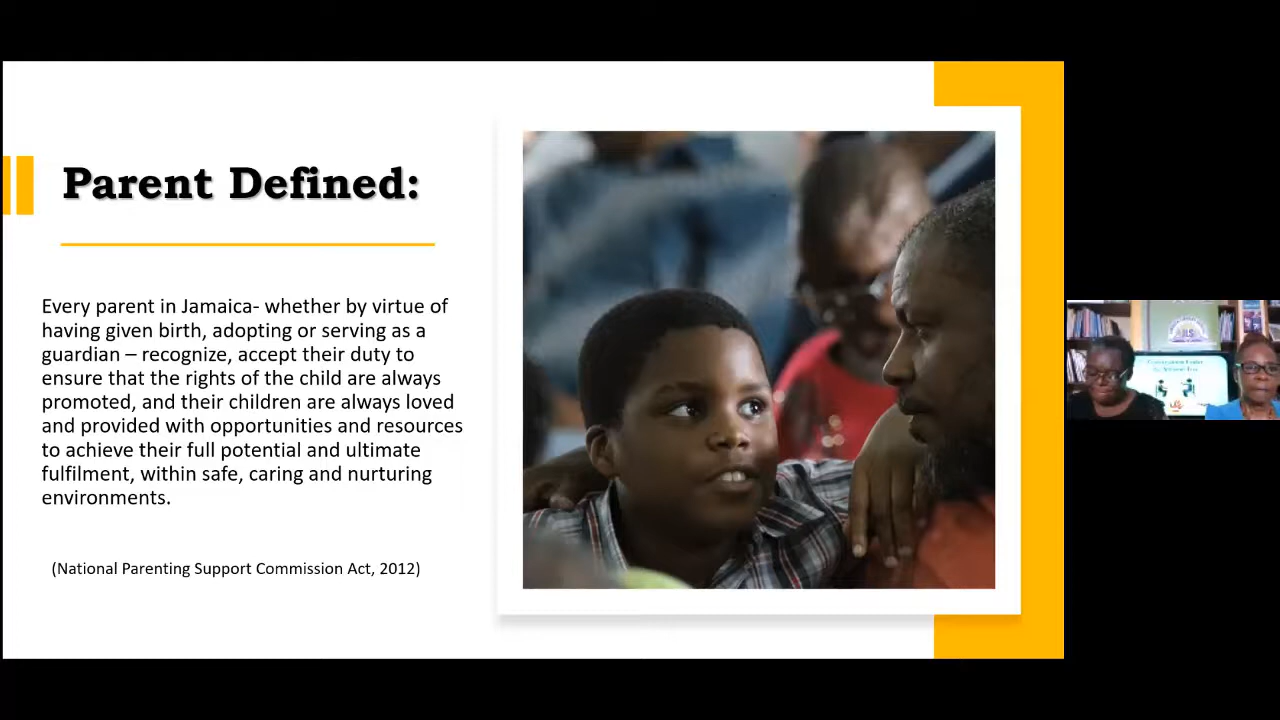 Parent Defined:
Every parent in Jamaica- whether by virtue of
having given birth, adopting or serving as a
guardian – recognize, accept their duty to
ensure that the rights of the child are always
promoted, and their children are always loved
and provided with opportunities and resources
to achieve their full potential and ultimate
fulfilment, within safe, caring and nurturing
environments.
(National Parenting Support Commission Act, 2012)